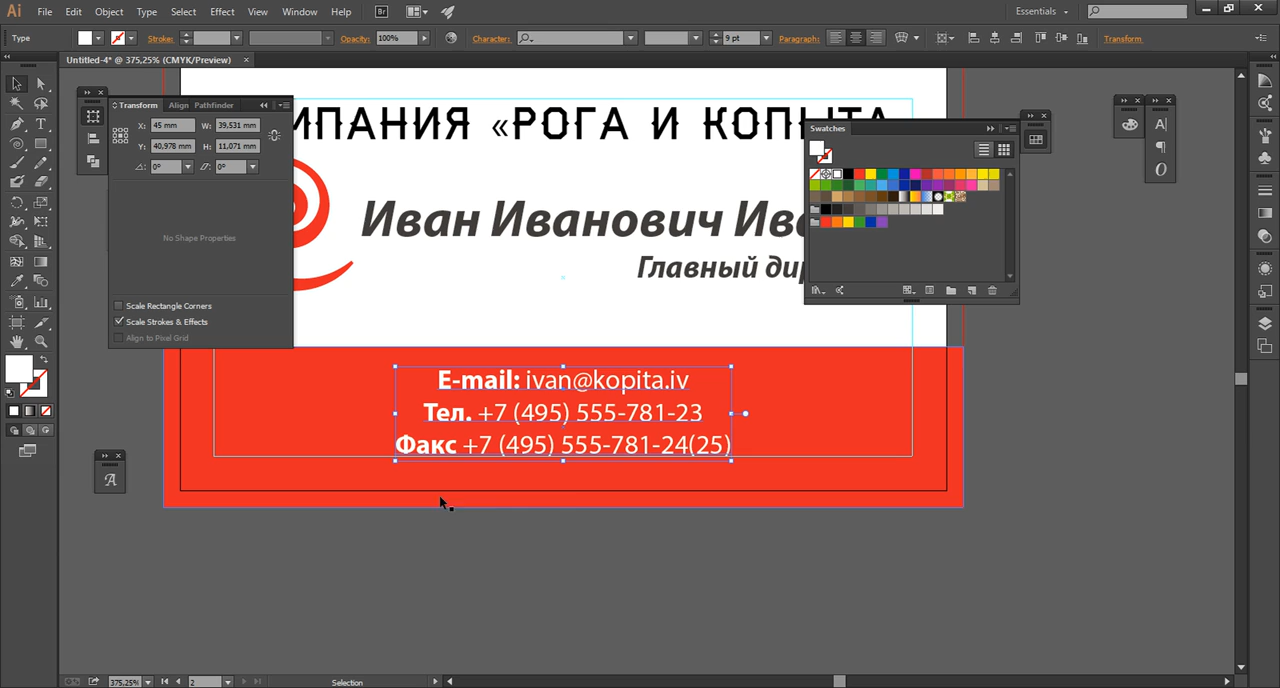 Ai File Edit Object Type Select Effect View Window Help Br Essentials
Type Stroke: Opacity: 100% Character: 9 pt Paragraph: Transform
Untitled-4* @ 375,25% (CMYK/Preview) ×
Transform Align Pathfinder
X: 45 mm W: 39,531 mm
Y: 40,978 mm H: 11,071 mm
0° 0°
No Shape Properties
Scale Rectangle Corners
Scale Strokes & Effects
Align to Pixel Grid
Swatches
МПАНИЯ «РОГА И КОПЫТА
Иван Иванович Ива
Главный дир
E-mail: ivan@kopita.iv
Тел. +7 (495) 555-781-23
Факс +7 (495) 555-781-24(25)
375,25% 2 Selection